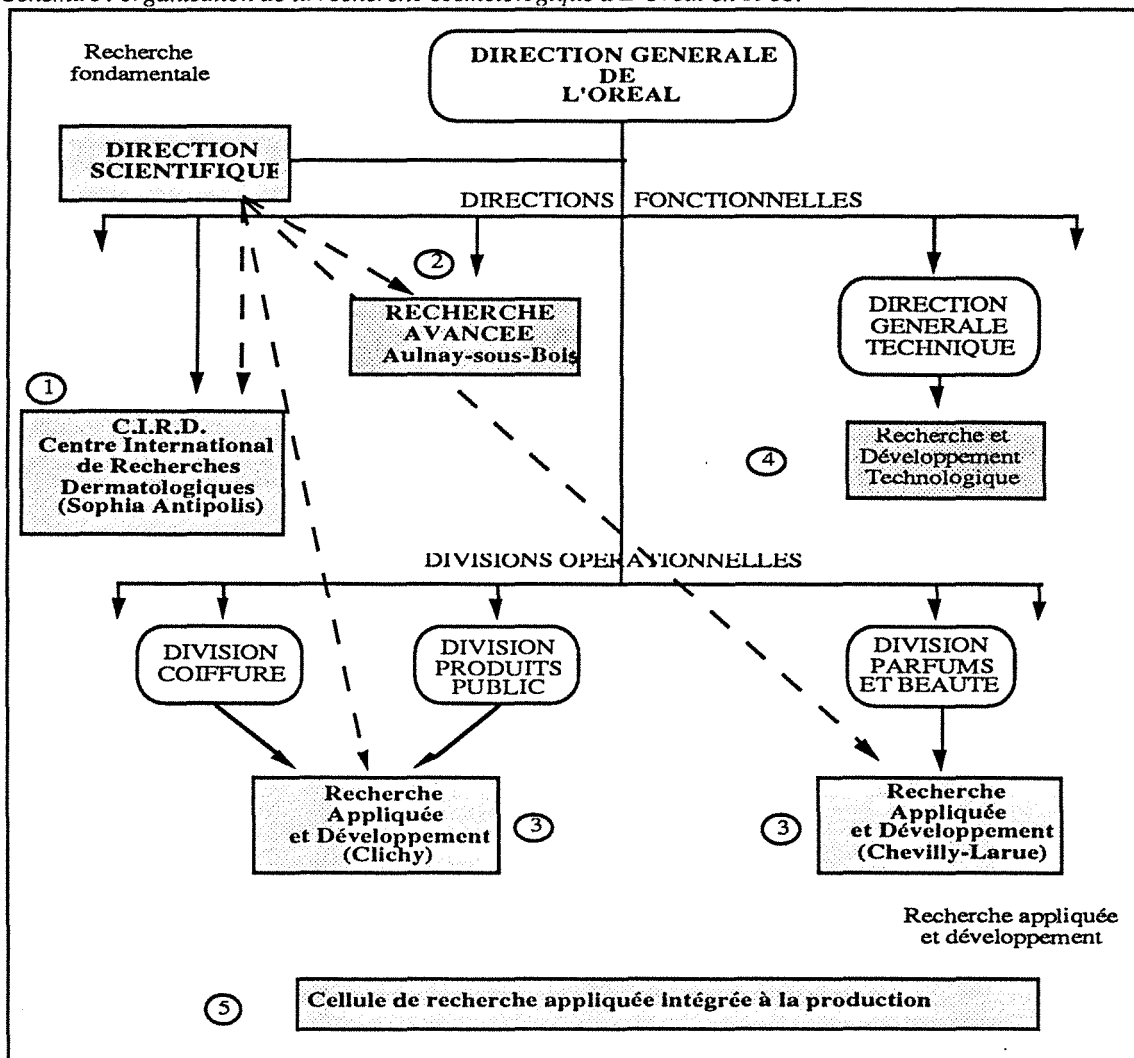 Recherche
fondamentale
DIRECTION GENERALE
DE
L'OREAL
DIRECTION
SCIENTIFIQUE
DIRECTIONS FONCTIONNELLES
2
RECHERCHE
AVANCEE
Aulnay-sous-Bois
DIRECTION
GENERALE
TECHNIQUE
1
C.I.R.D.
Centre International
de Recherches
Dermatologiques
(Sophia Antipolis)
4
Recherche et
Développement
Technologique
DIVISIONS OPERATIONNELLES
DIVISION
COIFFURE
DIVISION
PRODUITS
PUBLIC
DIVISION
PARFUMS
ET BEAUTE
Recherche
Appliquée
et Développement
(Clichy)
3
3
Recherche
Appliquée
et Développement
(Chevilly-Larue)
Recherche appliquée
et développement
5
Cellule de recherche appliquée intégrée à la production